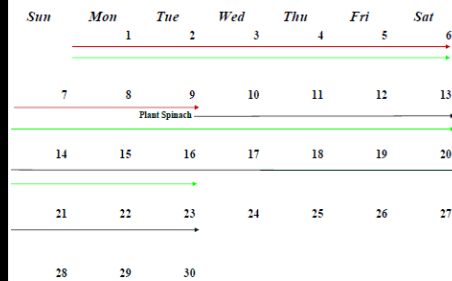 Sun Mon Tue Wed Thu Fri Sat
1 2 3 4 5 6
7 8 9 10 11 12 13
Plant Spinach
14 15 16 17 18 19 20
21 22 23 24 25 26 27
28 29 30